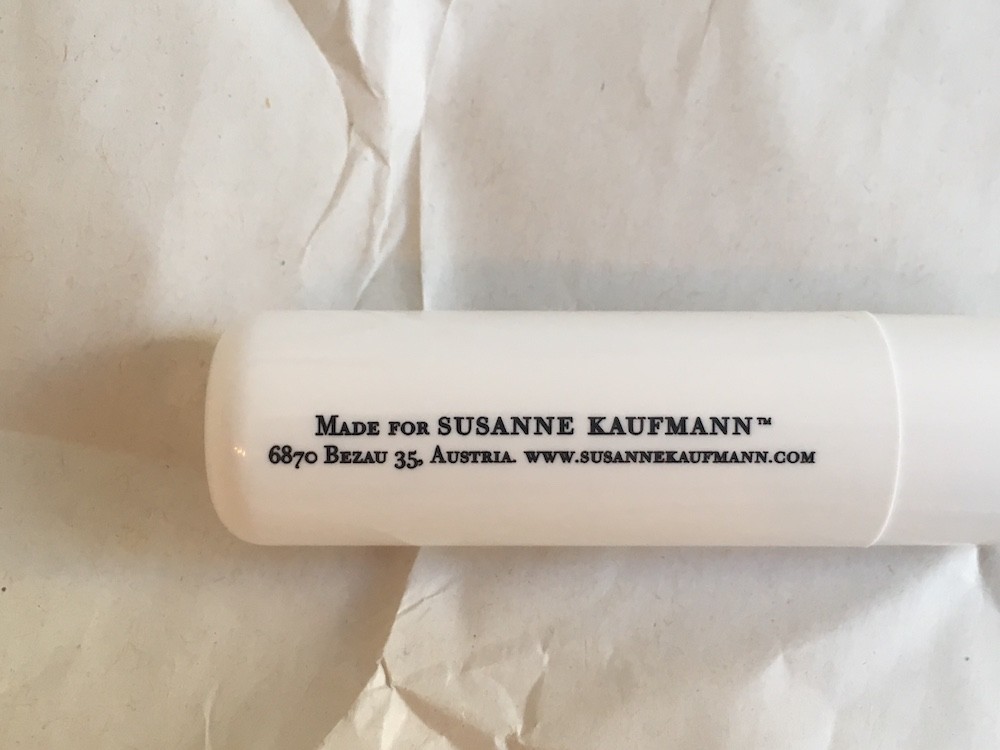 Made for SUSANNE KAUFMANN™
6870 Bezau 35, Austria. www.susannekaufmann.com